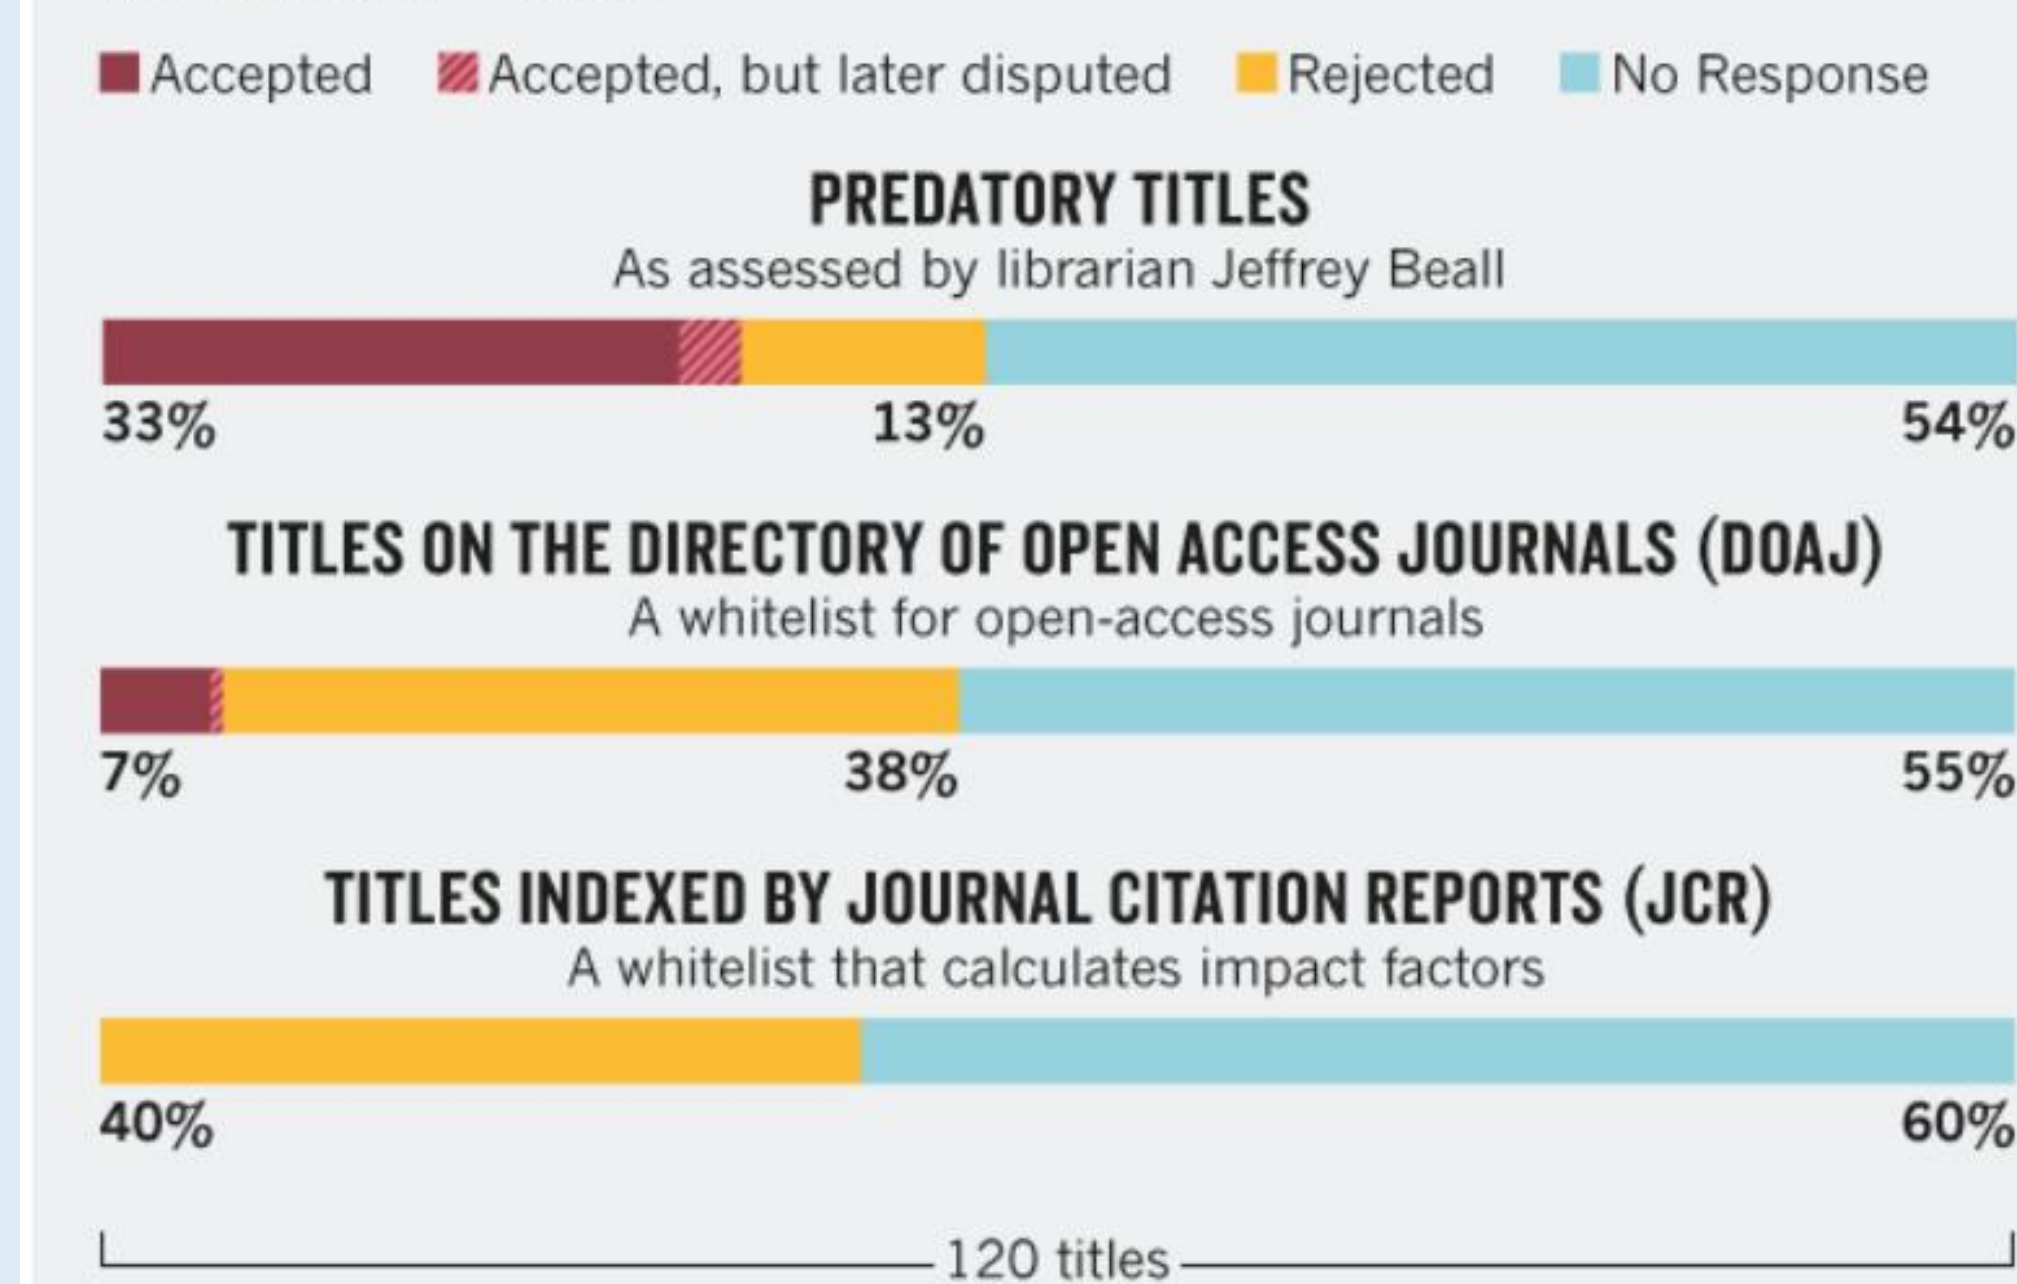 Accepted Accepted, but later disputed Rejected No Response
PREDATORY TITLES
As assessed by librarian Jeffrey Beall
33% 13% 54%
TITLES ON THE DIRECTORY OF OPEN ACCESS JOURNALS (DOAJ)
A whitelist for open-access journals
7% 38% 55%
TITLES INDEXED BY JOURNAL CITATION REPORTS (JCR)
A whitelist that calculates impact factors
40% 60%
120 titles